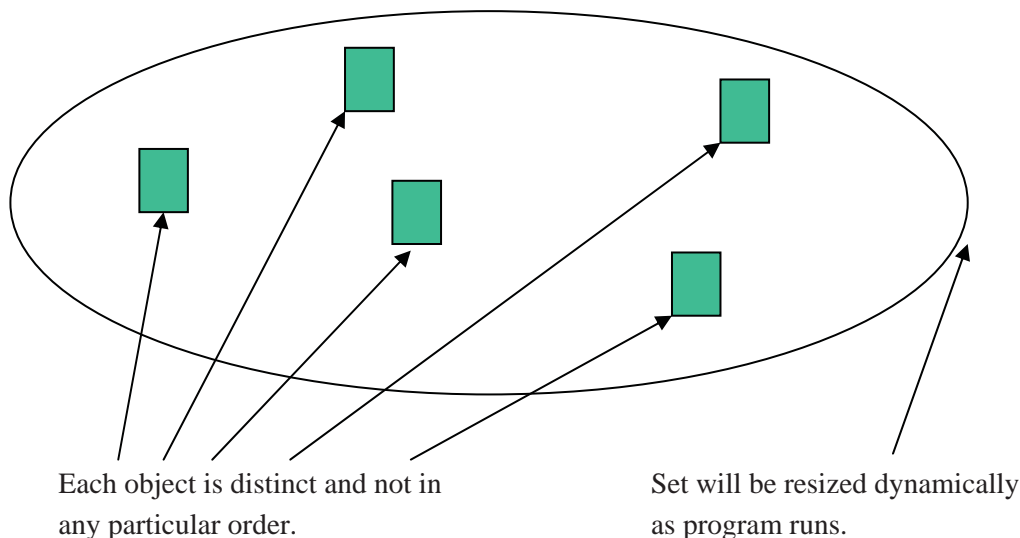 Each object is distinct and not in
any particular order.
Set will be resized dynamically
as program runs.